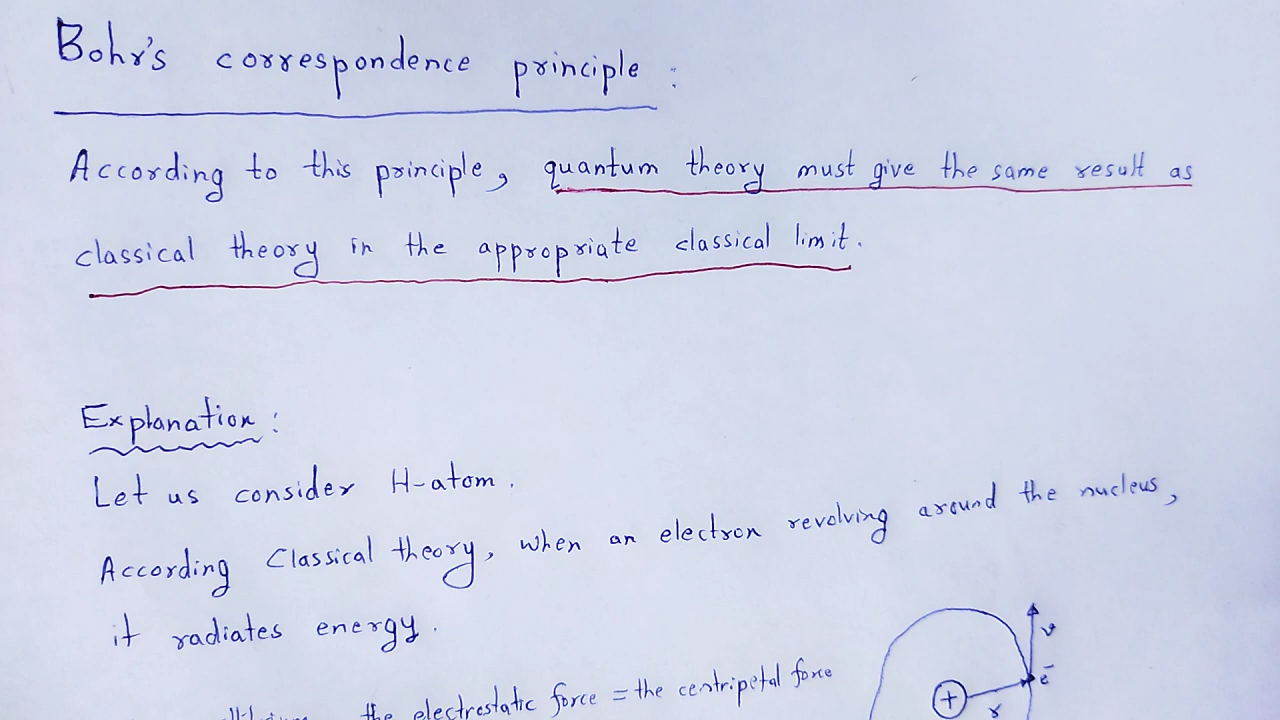 Bohr's correspondence principle :
According to this principle, quantum theory must give the same result as
classical theory in the appropriate classical limit.
Explanation :
Let us consider H-atom.
According Classical theory, when an electron revolving around the nucleus,
it radiates energy.
the electrostatic force = the centripetal force
v
e-
+
r